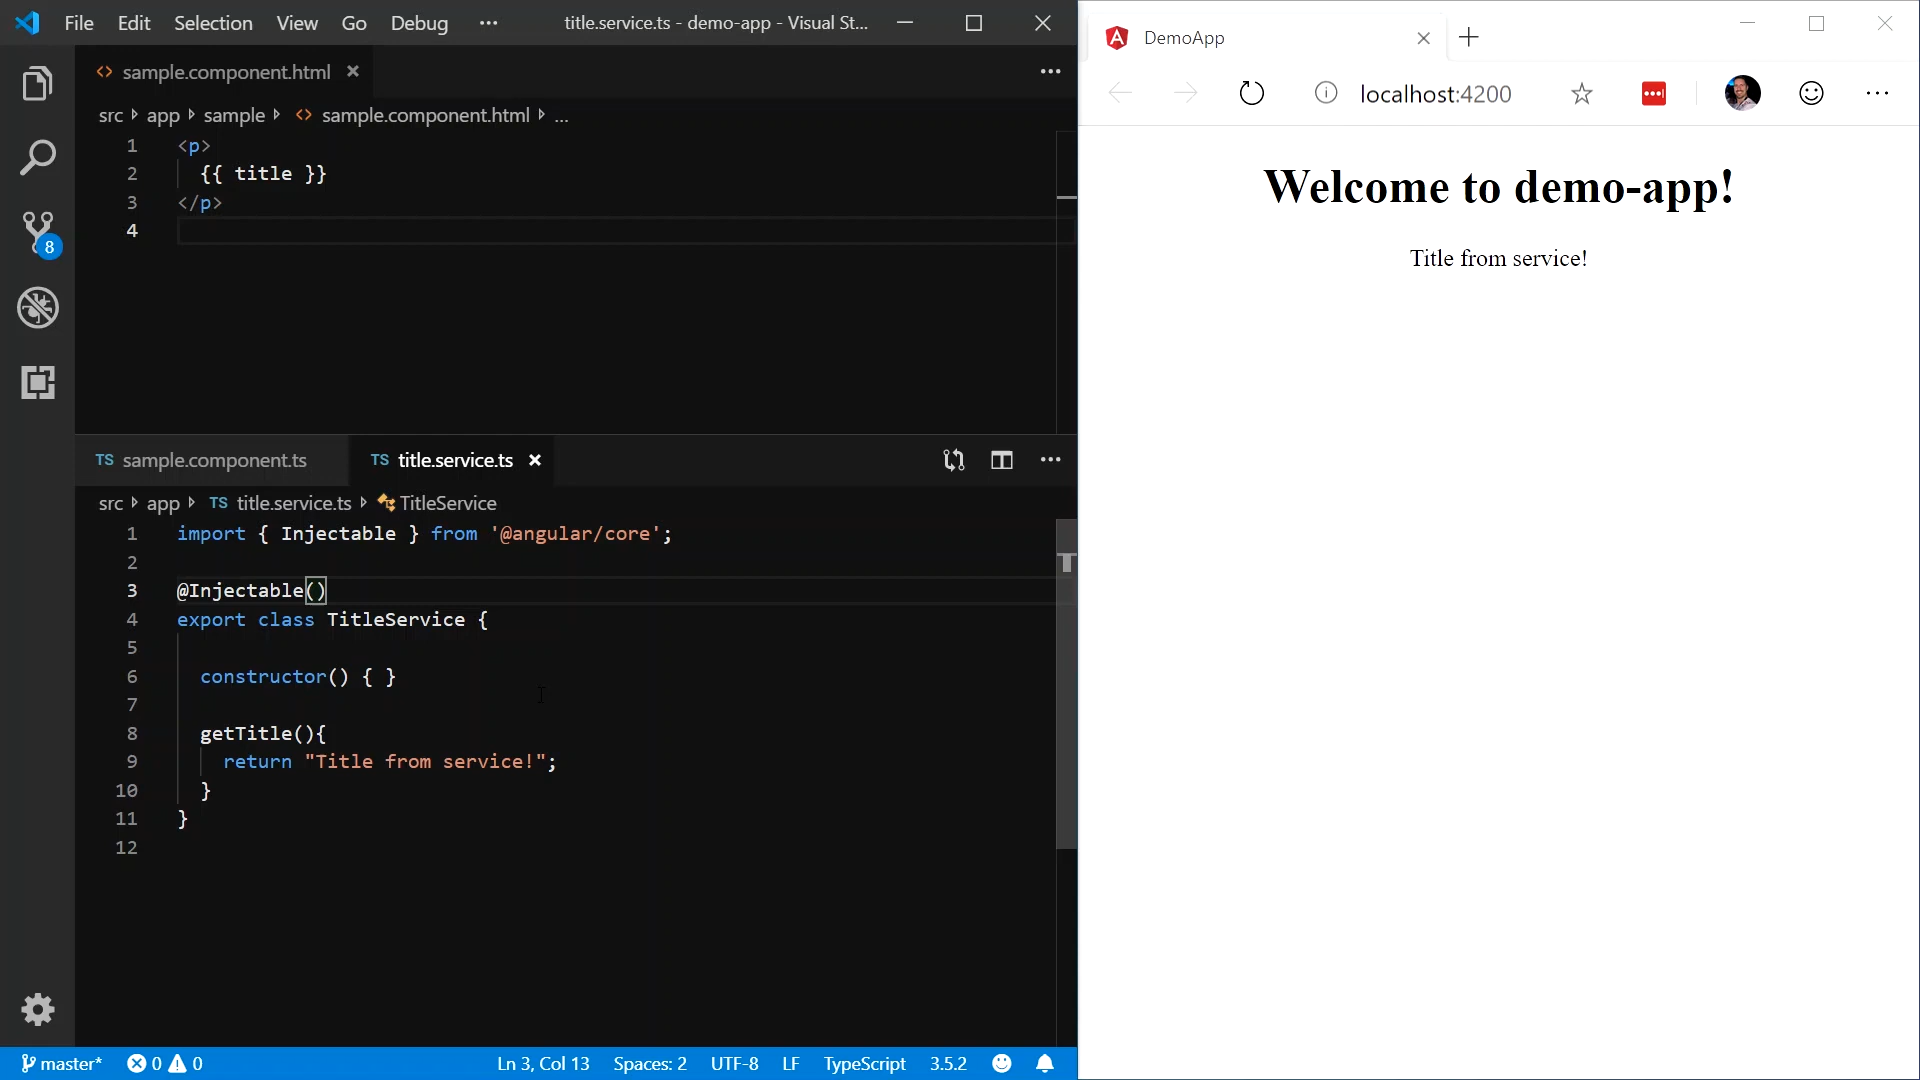 File Edit Selection View Go Debug ··· title.service.ts - demo-app - Visual St...
sample.component.html
src app sample sample.component.html ...
1 <p>
2 {{ title }}
3 </p>
4
8
TS sample.component.ts TS title.service.ts
src app TS title.service.ts TitleService
1 import { Injectable } from '@angular/core';
2
3 @Injectable()
4 export class TitleService {
5
6 constructor() { }
7
8 getTitle(){
9 return "Title from service!";
10 }
11 }
12
master* 0 0 Ln 3, Col 13 Spaces: 2 UTF-8 LF TypeScript 3.5.2
DemoApp
localhost:4200
Welcome to demo-app!
Title from service!